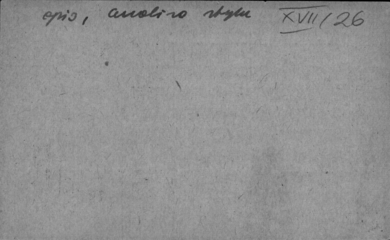 opis, analiza stylu XVII/26